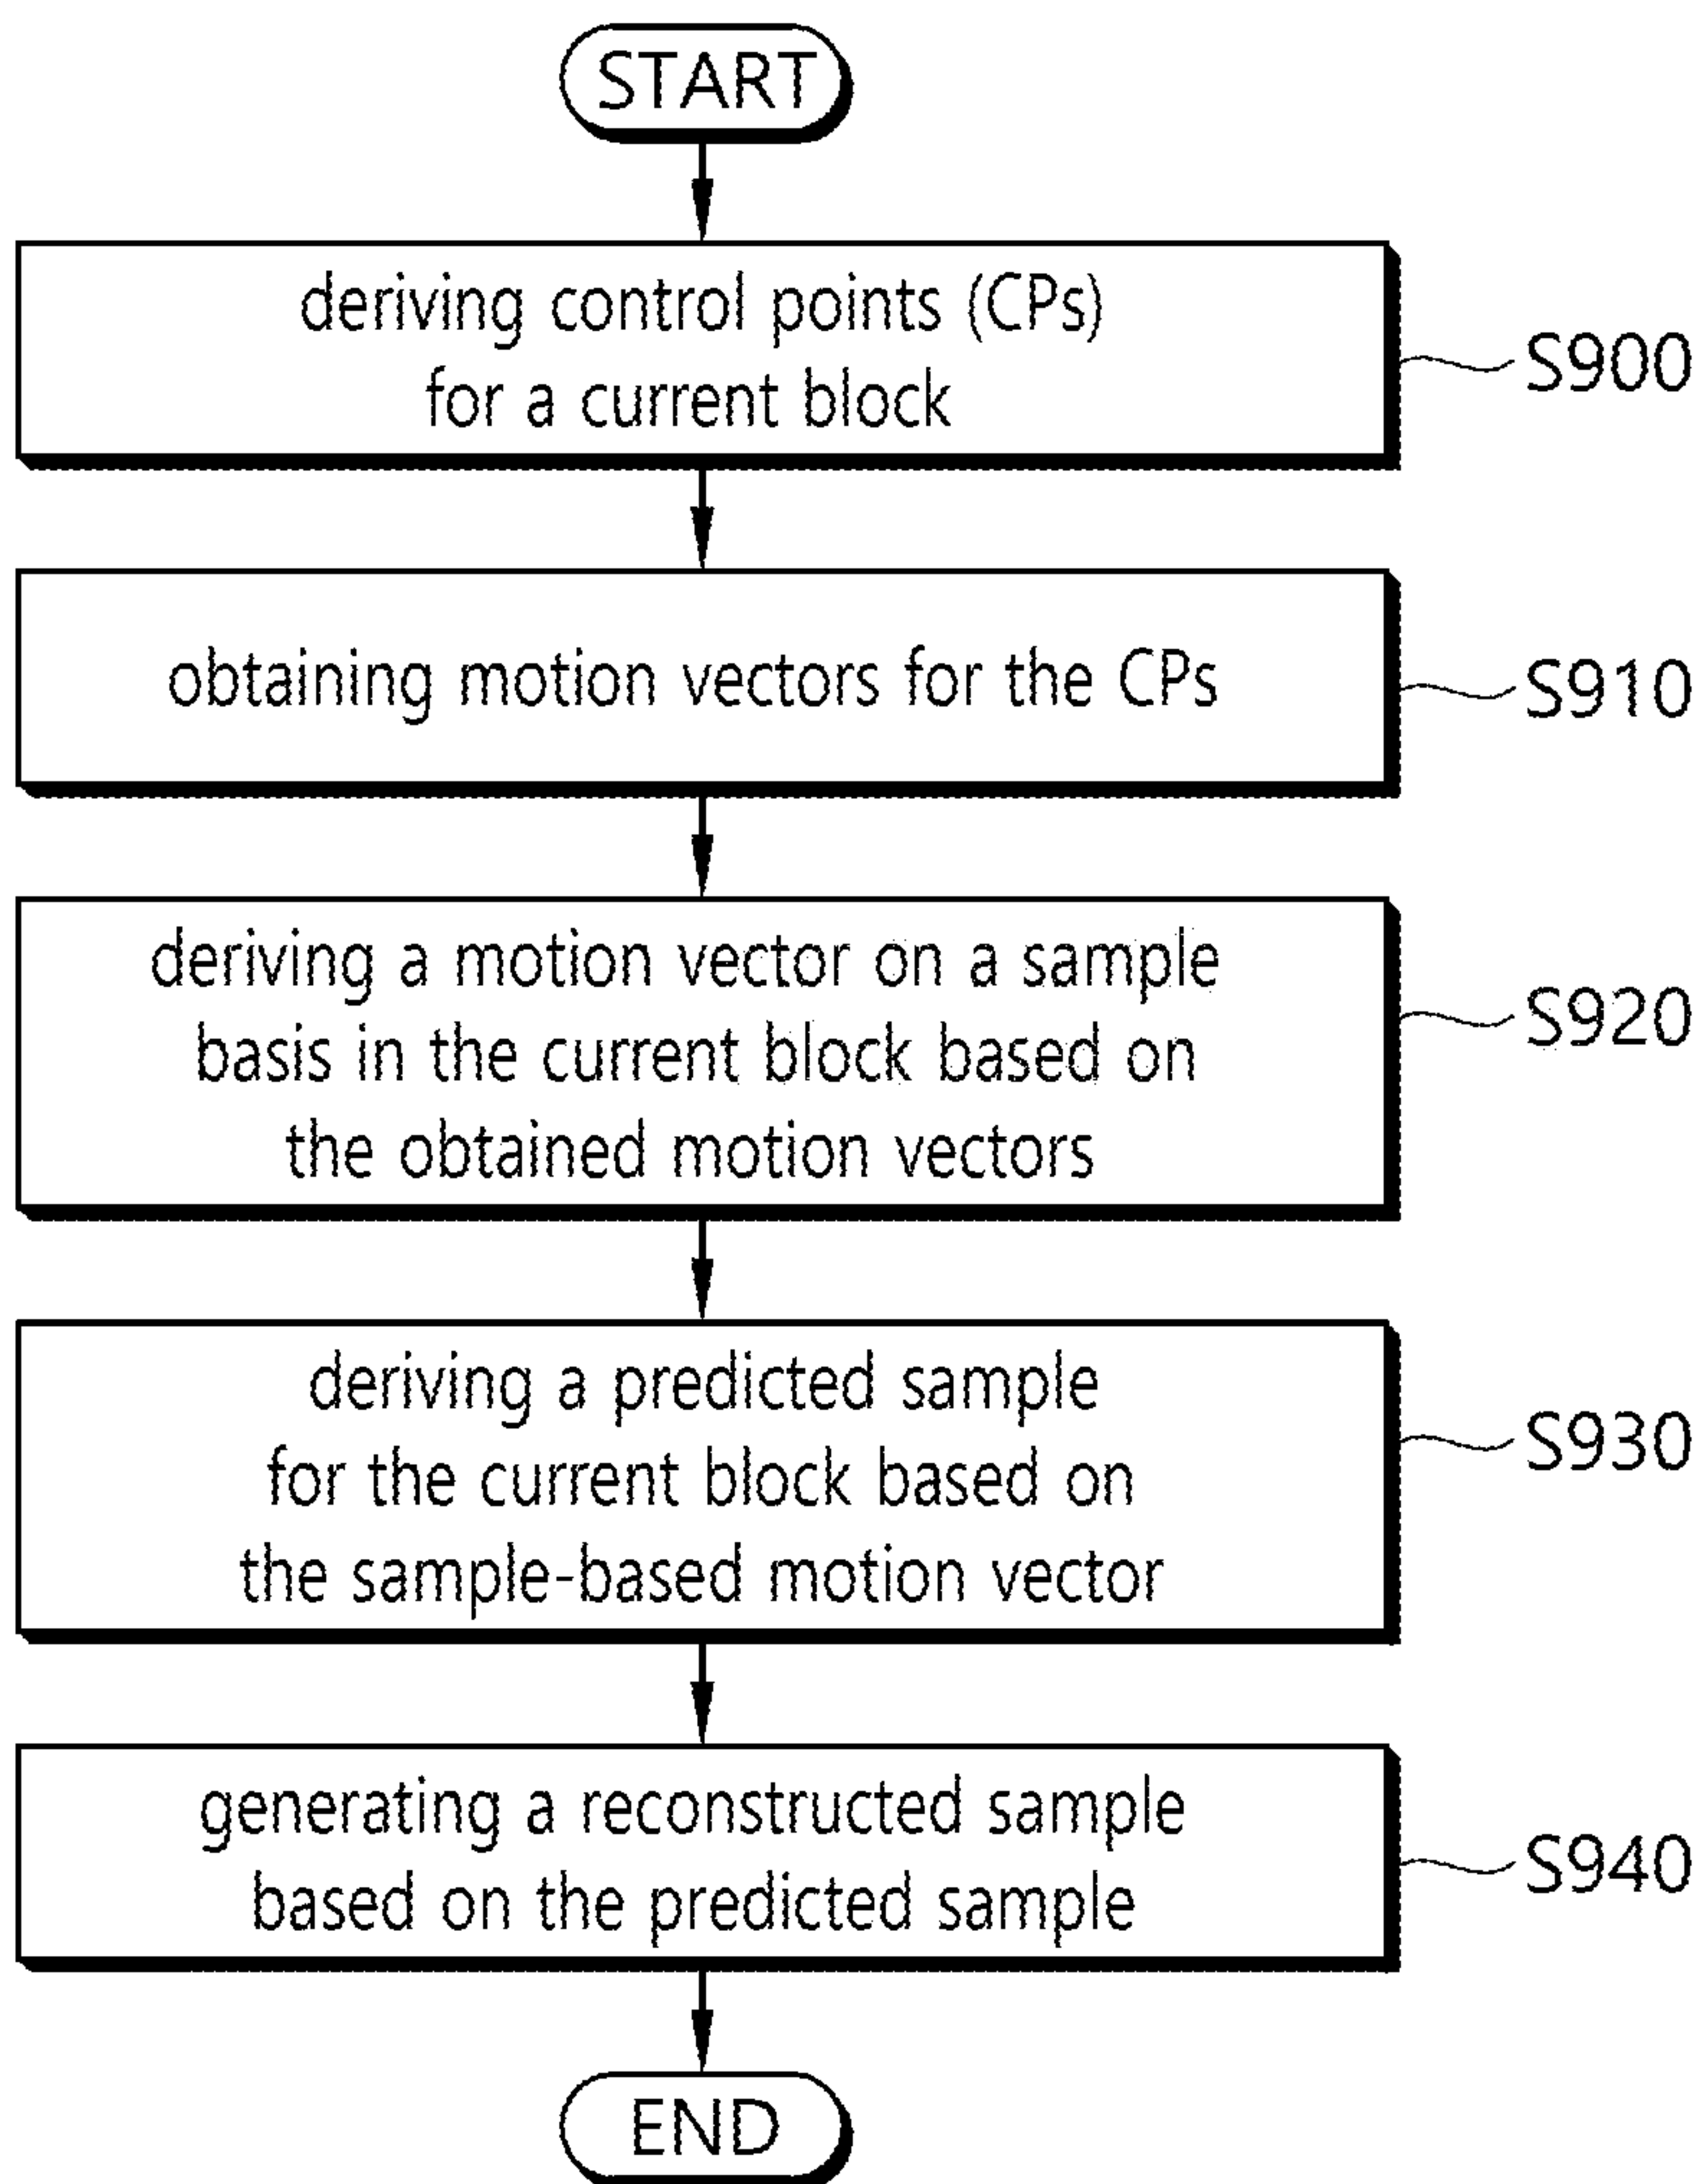 START
deriving control points (CPs)
for a current block
S900
obtaining motion vectors for the CPs
S910
deriving a motion vector on a sample
basis in the current block based on
the obtained motion vectors
S920
deriving a predicted sample
for the current block based on
the sample-based motion vector
S930
generating a reconstructed sample
based on the predicted sample
S940
END